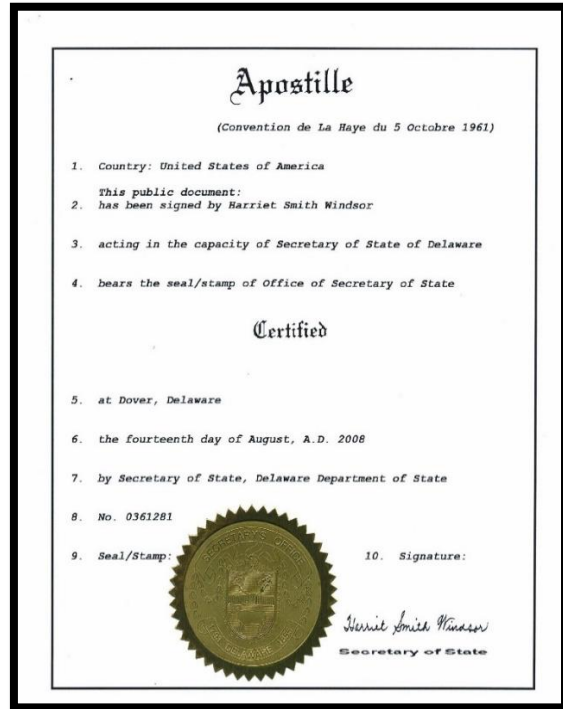 Apostille
(Convention de La Haye du 5 Octobre 1961)
1. Country: United States of America
This public document:
2. has been signed by Harriet Smith Windsor
3. acting in the capacity of Secretary of State of Delaware
4. bears the seal/stamp of Office of Secretary of State
Certified
5. at Dover, Delaware
6. the fourteenth day of August, A.D. 2008
7. by Secretary of State, Delaware Department of State
8. No. 0361281
9. Seal/Stamp:
10. Signature:
SECRETARY'S OFFICE
DELAWARE
Harriet Smith Windsor
Secretary of State